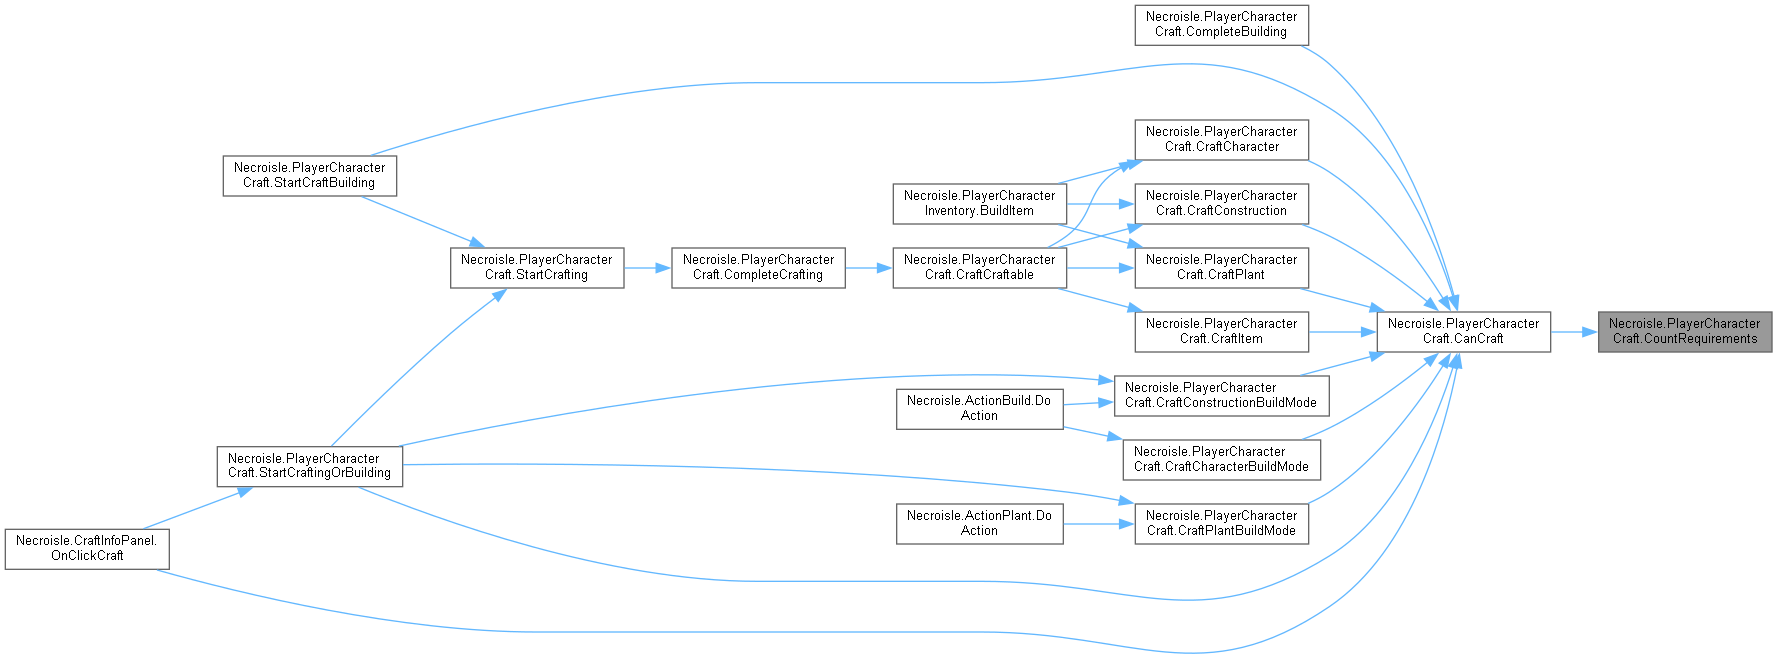 Necroisle.PlayerCharacter
Craft.CompleteBuilding
Necroisle.PlayerCharacter
Craft.CraftCharacter
Necroisle.PlayerCharacter
Craft.StartCraftBuilding
Necroisle.PlayerCharacter
Inventory.BuildItem
Necroisle.PlayerCharacter
Craft.CraftConstruction
Necroisle.PlayerCharacter
Craft.StartCrafting
Necroisle.PlayerCharacter
Craft.CompleteCrafting
Necroisle.PlayerCharacter
Craft.CraftCraftable
Necroisle.PlayerCharacter
Craft.CraftPlant
Necroisle.PlayerCharacter
Craft.CraftItem
Necroisle.PlayerCharacter
Craft.CanCraft
Necroisle.PlayerCharacter
Craft.CountRequirements
Necroisle.ActionBuild.Do
Action
Necroisle.PlayerCharacter
Craft.CraftConstructionBuildMode
Necroisle.PlayerCharacter
Craft.StartCraftingOrBuilding
Necroisle.PlayerCharacter
Craft.CraftCharacterBuildMode
Necroisle.ActionPlant.Do
Action
Necroisle.PlayerCharacter
Craft.CraftPlantBuildMode
Necroisle.CraftInfoPanel.
OnClickCraft